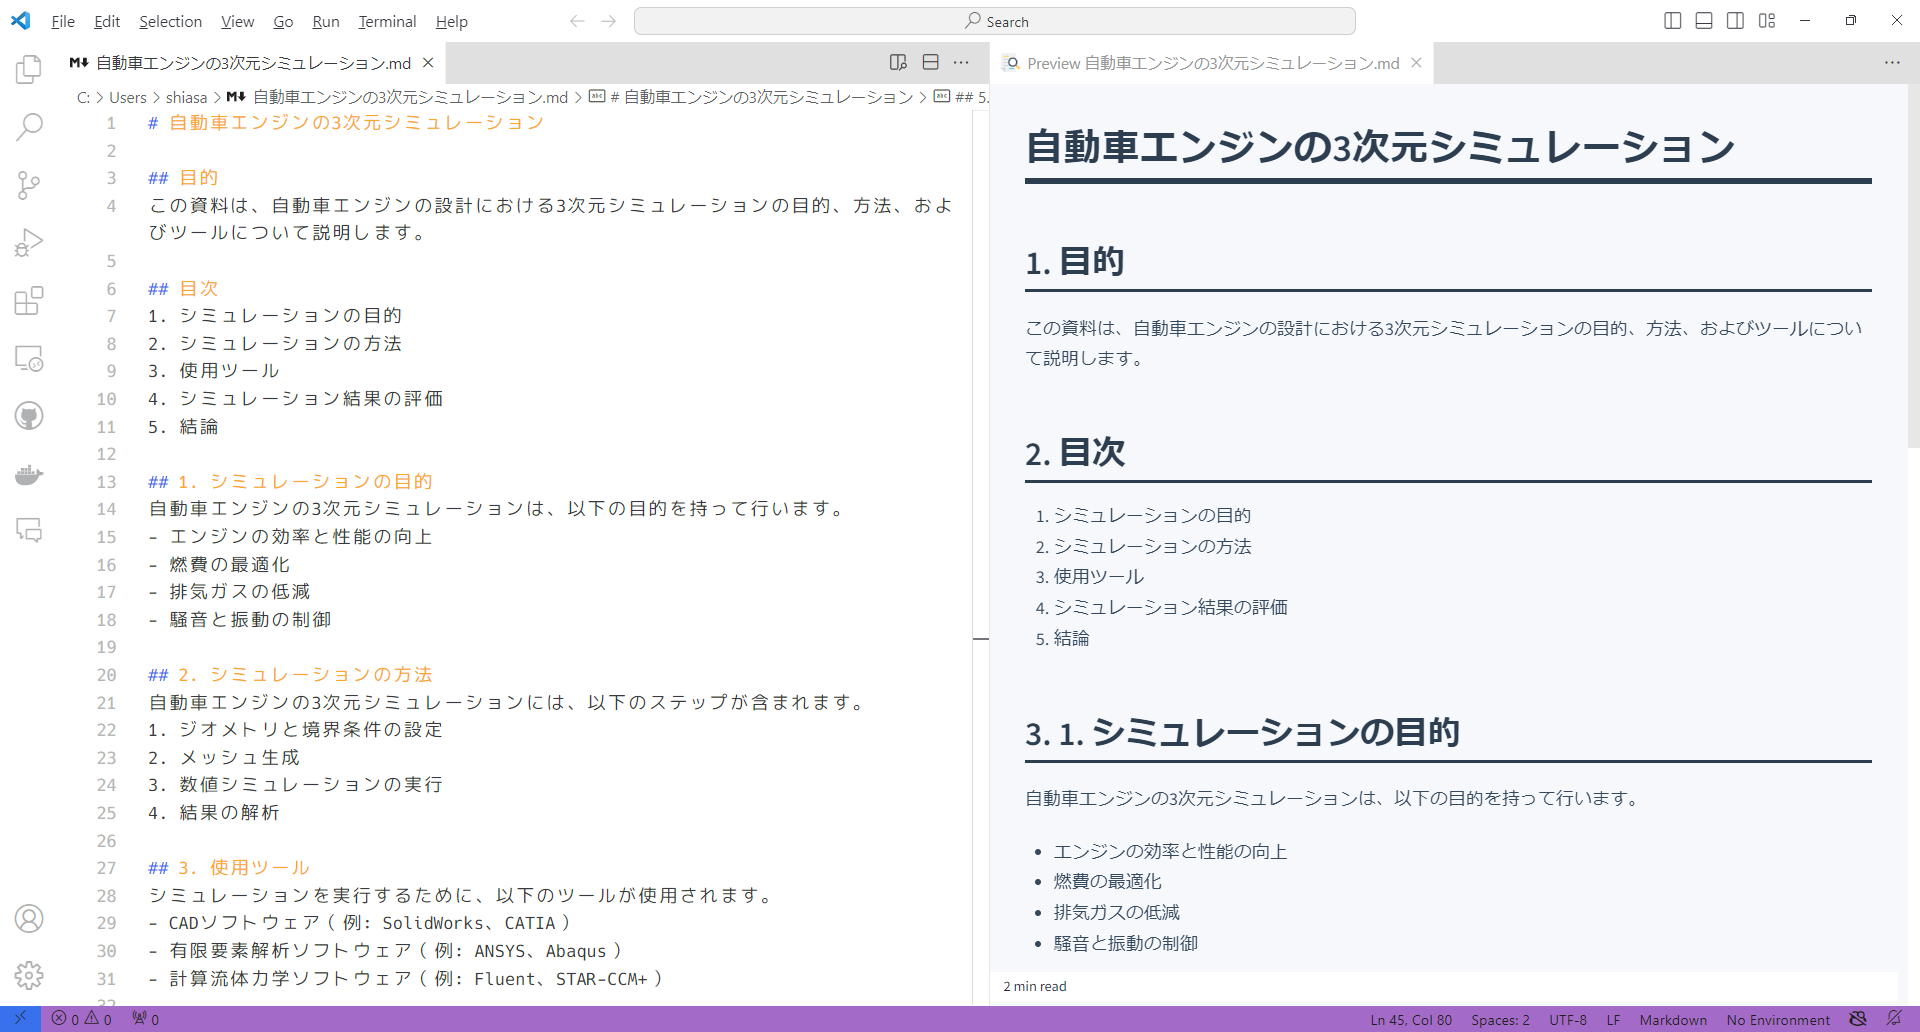 File Edit Selection View Go Run Terminal Help
Search
自動車エンジンの3次元シミュレーション.md
Preview 自動車エンジンの3次元シミュレーション.md
C: > Users > shiasa > 自動車エンジンの3次元シミュレーション.md > # 自動車エンジンの3次元シミュレーション > ## 5.
1 # 自動車エンジンの3次元シミュレーション
2
3 ## 目的
4 この資料は、自動車エンジンの設計における3次元シミュレーションの目的、方法、およ
びツールについて説明します。
5
6 ## 目次
7 1. シミュレーションの目的
8 2. シミュレーションの方法
9 3. 使用ツール
10 4. シミュレーション結果の評価
11 5. 結論
12
13 ## 1. シミュレーションの目的
14 自動車エンジンの3次元シミュレーションは、以下の目的を持って行います。
15 - エンジンの効率と性能の向上
16 - 燃費の最適化
17 - 排気ガスの低減
18 - 騒音と振動の制御
19
20 ## 2. シミュレーションの方法
21 自動車エンジンの3次元シミュレーションには、以下のステップが含まれます。
22 1. ジオメトリと境界条件の設定
23 2. メッシュ生成
24 3. 数値シミュレーションの実行
25 4. 結果の解析
26
27 ## 3. 使用ツール
28 シミュレーションを実行するために、以下のツールが使用されます。
29 - CADソフトウェア（例: SolidWorks、CATIA）
30 - 有限要素解析ソフトウェア（例: ANSYS、Abaqus）
31 - 計算流体力学ソフトウェア（例: Fluent、STAR-CCM+）
32
自動車エンジンの3次元シミュレーション
1. 目的
この資料は、自動車エンジンの設計における3次元シミュレーションの目的、方法、およびツールについ
て説明します。
2. 目次
1. シミュレーションの目的
2. シミュレーションの方法
3. 使用ツール
4. シミュレーション結果の評価
5. 結論
3. 1. シミュレーションの目的
自動車エンジンの3次元シミュレーションは、以下の目的を持って行います。
• エンジンの効率と性能の向上
• 燃費の最適化
• 排気ガスの低減
• 騒音と振動の制御
2 min read
0 0 0
Ln 45, Col 80 Spaces: 2 UTF-8 LF Markdown No Environment